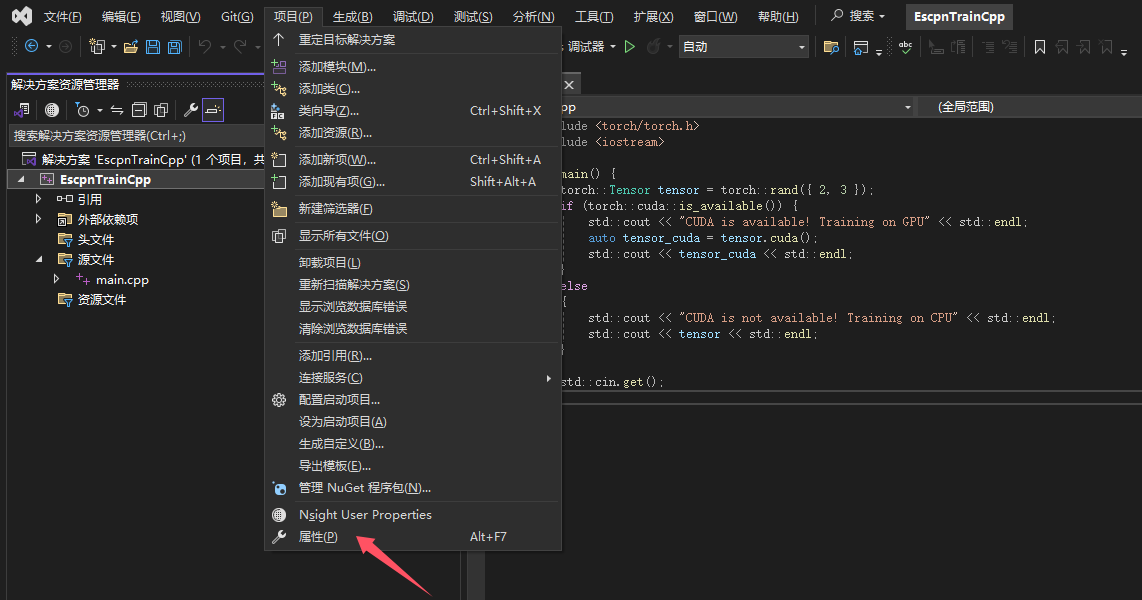 文件(F) 编辑(E) 视图(V) Git(G) 项目(P) 生成(B) 调试(D) 测试(S) 分析(N) 工具(T) 扩展(X) 窗口(W) 帮助(H) 搜索 EscpnTrainCpp
调试器 自动
解决方案资源管理器
搜索解决方案资源管理器(Ctrl+;)
解决方案 'EscpnTrainCpp' (1 个项目，共
EscpnTrainCpp
引用
外部依赖项
头文件
源文件
main.cpp
资源文件
重定目标解决方案
添加模块(M)...
添加类(C)...
类向导(Z)... Ctrl+Shift+X
添加资源(R)...
添加新项(W)... Ctrl+Shift+A
添加现有项(G)... Shift+Alt+A
新建筛选器(F)
显示所有文件(O)
卸载项目(L)
重新扫描解决方案(S)
显示浏览数据库错误
清除浏览数据库错误
添加引用(R)...
连接服务(C)
配置启动项目...
设为启动项目(A)
生成自定义(B)...
导出模板(E)...
管理 NuGet 程序包(N)...
Nsight User Properties
属性(P) Alt+F7
pp (全局范围)
lude <torch/torch.h>
lude <iostream>
main() {
torch::Tensor tensor = torch::rand({ 2, 3 });
if (torch::cuda::is_available()) {
std::cout << "CUDA is available! Training on GPU" << std::endl;
auto tensor_cuda = tensor.cuda();
std::cout << tensor_cuda << std::endl;
}
else
{
std::cout << "CUDA is not available! Training on CPU" << std::endl;
std::cout << tensor << std::endl;
}
std::cin.get();